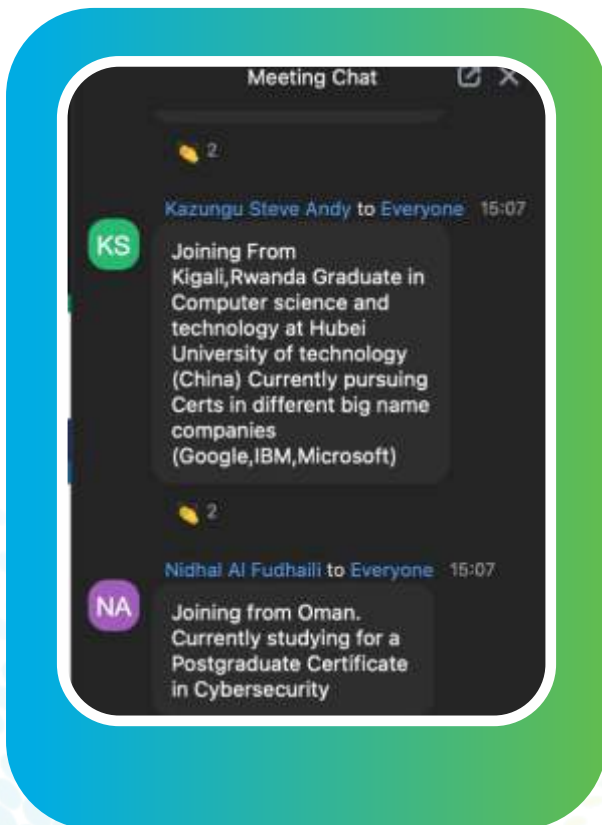 Meeting Chat
👏 2
Kazungu Steve Andy to Everyone 15:07
KS
Joining From
Kigali,Rwanda Graduate in
Computer science and
technology at Hubei
University of technology
(China) Currently pursuing
Certs in different big name
companies
(Google,IBM,Microsoft)
👏 2
Nidhal Al Fudhaili to Everyone 15:07
NA
Joining from Oman.
Currently studying for a
Postgraduate Certificate
in Cybersecurity